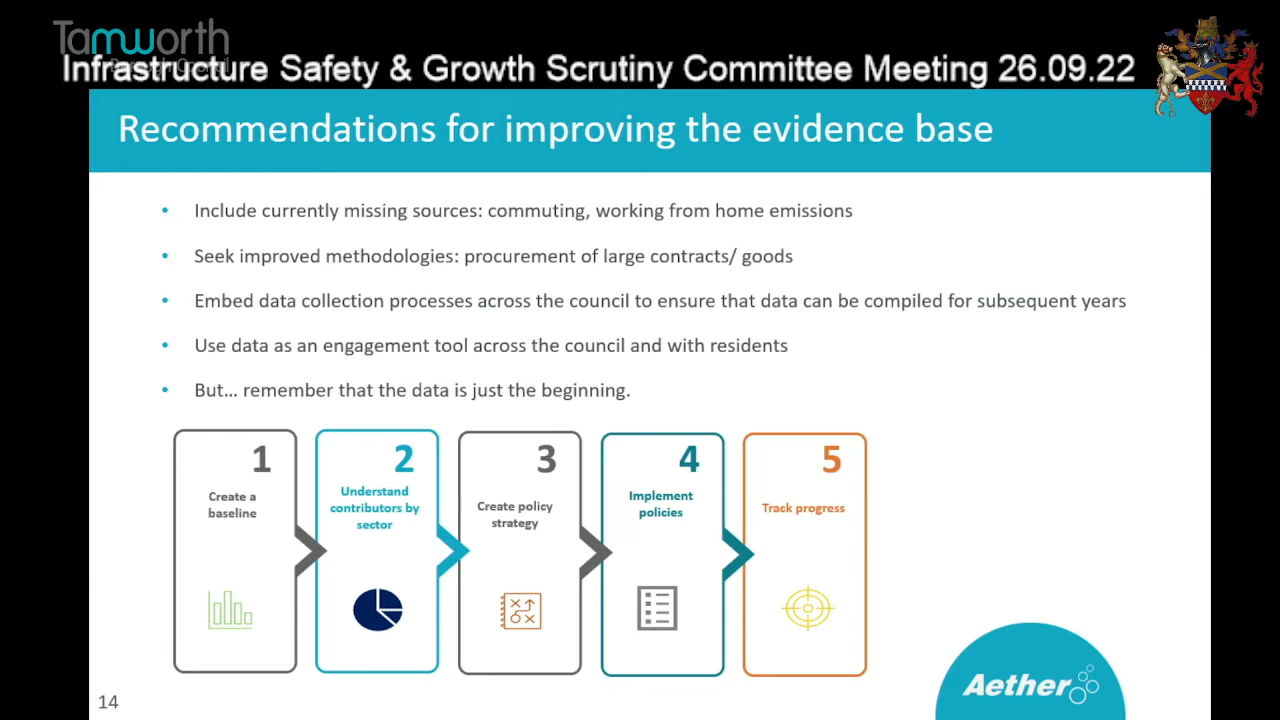 Tamworth
Borough Council
Infrastructure Safety & Growth Scrutiny Committee Meeting 26.09.22
Recommendations for improving the evidence base
• Include currently missing sources: commuting, working from home emissions
• Seek improved methodologies: procurement of large contracts/ goods
• Embed data collection processes across the council to ensure that data can be compiled for subsequent years
• Use data as an engagement tool across the council and with residents
• But... remember that the data is just the beginning.
1
Create a
baseline
2
Understand
contributors by
sector
3
Create policy
strategy
4
Implement
policies
5
Track progress
Aether
14